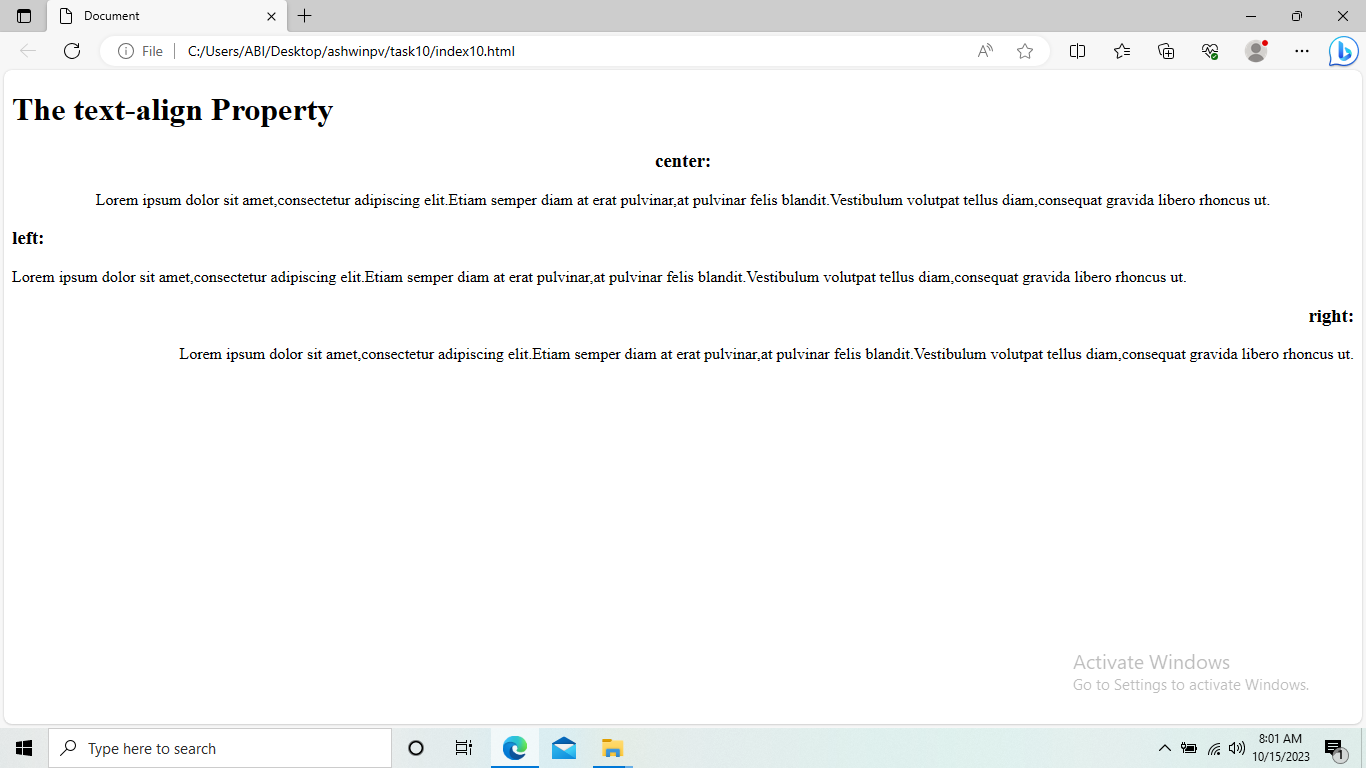 Document
File
C:/Users/ABI/Desktop/ashwinpv/task10/index10.html
The text-align Property
center:
Lorem ipsum dolor sit amet,consectetur adipiscing elit.Etiam semper diam at erat pulvinar,at pulvinar felis blandit.Vestibulum volutpat tellus diam,consequat gravida libero rhoncus ut.
left:
Lorem ipsum dolor sit amet,consectetur adipiscing elit.Etiam semper diam at erat pulvinar,at pulvinar felis blandit.Vestibulum volutpat tellus diam,consequat gravida libero rhoncus ut.
right:
Lorem ipsum dolor sit amet,consectetur adipiscing elit.Etiam semper diam at erat pulvinar,at pulvinar felis blandit.Vestibulum volutpat tellus diam,consequat gravida libero rhoncus ut.
Activate Windows
Go to Settings to activate Windows.
Type here to search
8:01 AM
10/15/2023
1